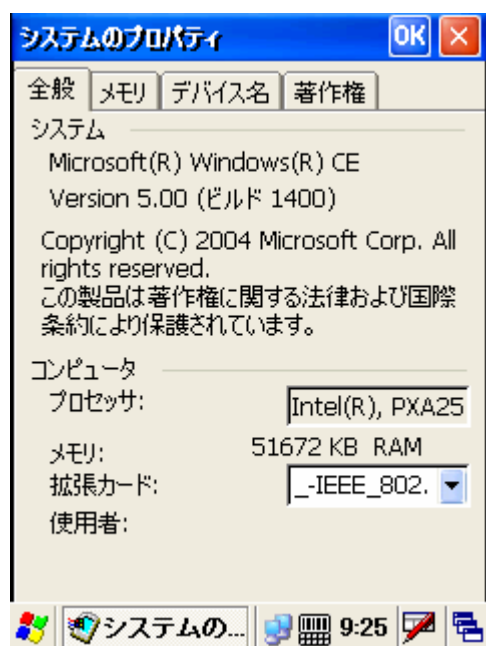 システムのプロパティ OK
全般 メモリ デバイス名 著作権
システム
Microsoft(R) Windows(R) CE
Version 5.00 (ビルド 1400)
Copyright (C) 2004 Microsoft Corp. All
rights reserved.
この製品は著作権に関する法律および国際
条約により保護されています。
コンピュータ
プロセッサ: Intel(R), PXA25
メモリ: 51672 KB RAM
拡張カード: _-IEEE_802.
使用者:
システムの... 9:25